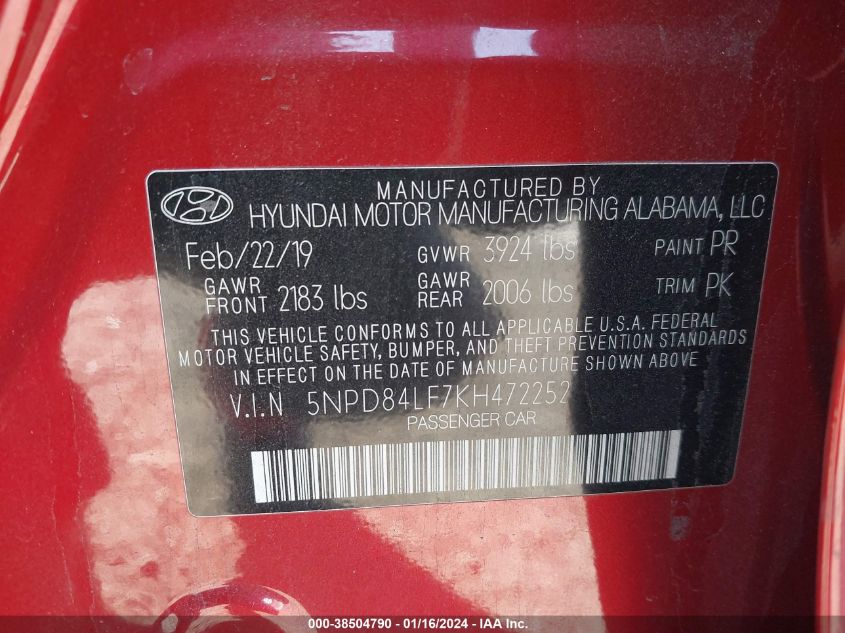 MANUFACTURED BY
HYUNDAI MOTOR MANUFACTURING ALABAMA, LLC
Feb/22/19 GVWR 3924 lbs PAINT PR
GAWR FRONT 2183 lbs GAWR REAR 2006 lbs TRIM PK
THIS VEHICLE CONFORMS TO ALL APPLICABLE U.S.A. FEDERAL
MOTOR VEHICLE SAFETY, BUMPER, AND THEFT PREVENTION STANDARDS
IN EFFECT ON THE DATE OF MANUFACTURE SHOWN ABOVE
V.I.N 5NPD84LF7KH472252
PASSENGER CAR
000-38504790 - 01/16/2024 - IAA Inc.